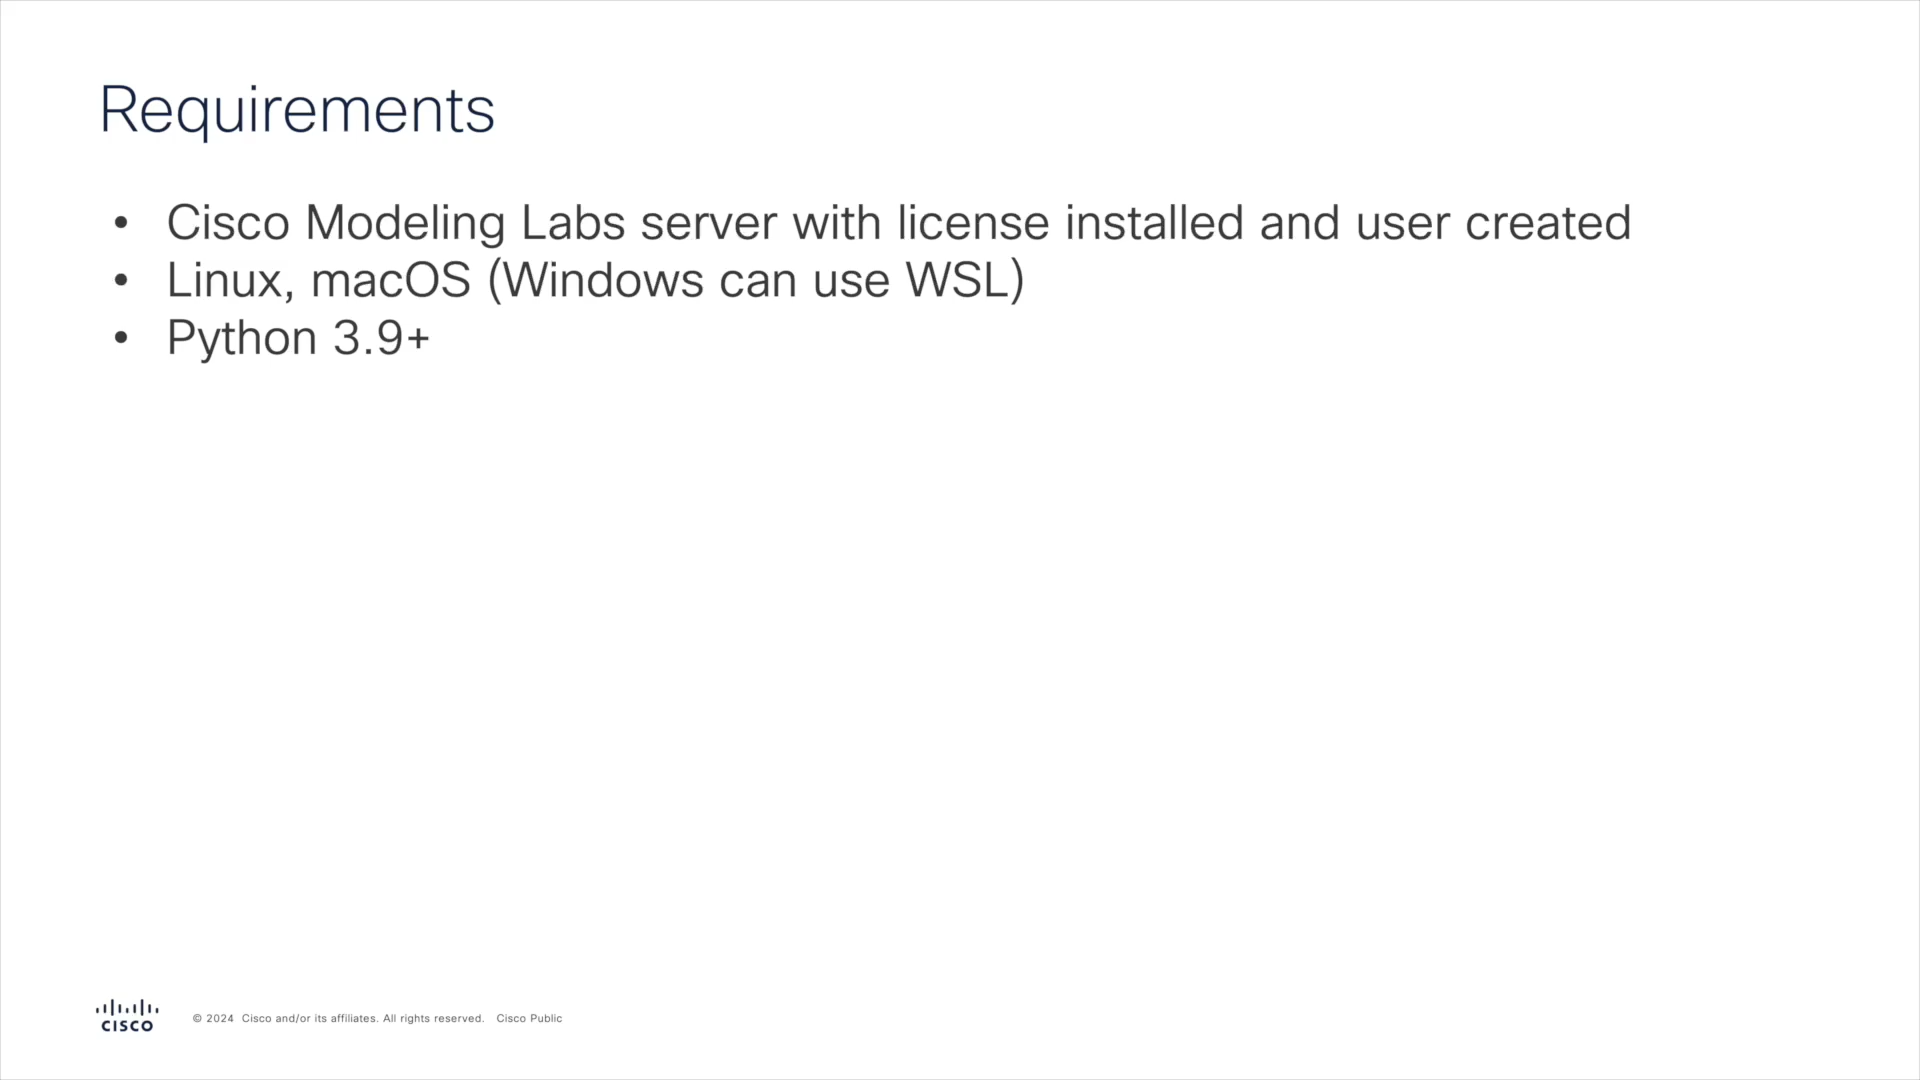 Requirements
• Cisco Modeling Labs server with license installed and user created
• Linux, macOS (Windows can use WSL)
• Python 3.9+
CISCO
© 2024 Cisco and/or its affiliates. All rights reserved. Cisco Public